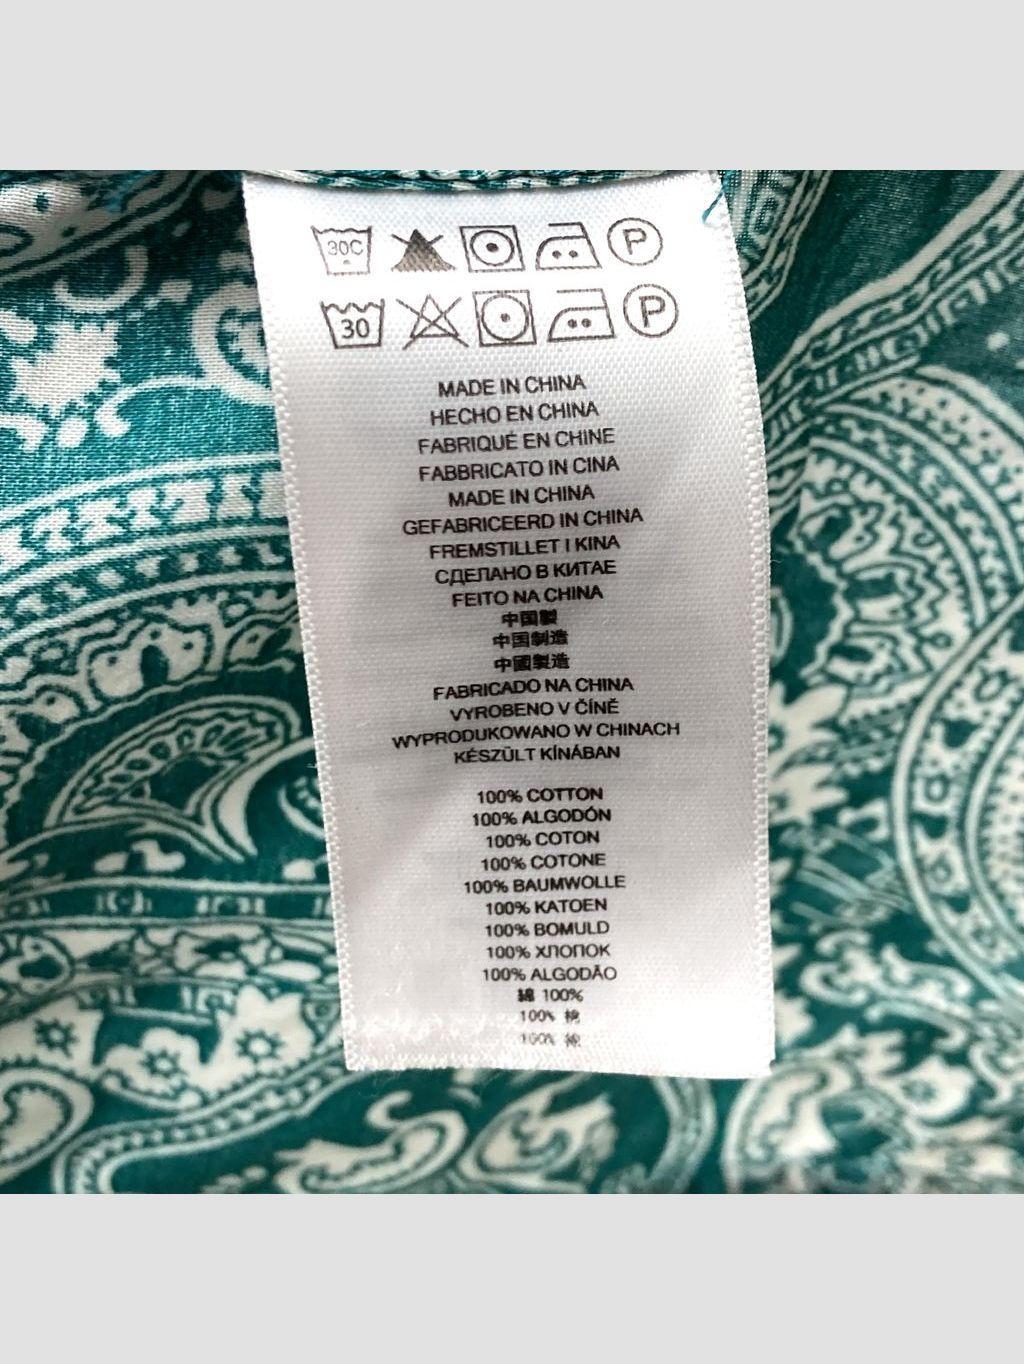 30C P
30 P
MADE IN CHINA
HECHO EN CHINA
FABRIQUÉ EN CHINE
FABBRICATO IN CINA
MADE IN CHINA
GEFABRICEERD IN CHINA
FREMSTILLET I KINA
СДЕЛАНО В КИТАЕ
FEITO NA CHINA
中国製
中国制造
中國製造
FABRICADO NA CHINA
VYROBENO V ČÍNĚ
WYPRODUKOWANO W CHINACH
KÉSZÜLT KÍNÁBAN
100% COTTON
100% ALGODÓN
100% COTON
100% COTONE
100% BAUMWOLLE
100% KATOEN
100% BOMULD
100% ХЛОПОК
100% ALGODÃO
綿 100%
100% 棉
100% 棉